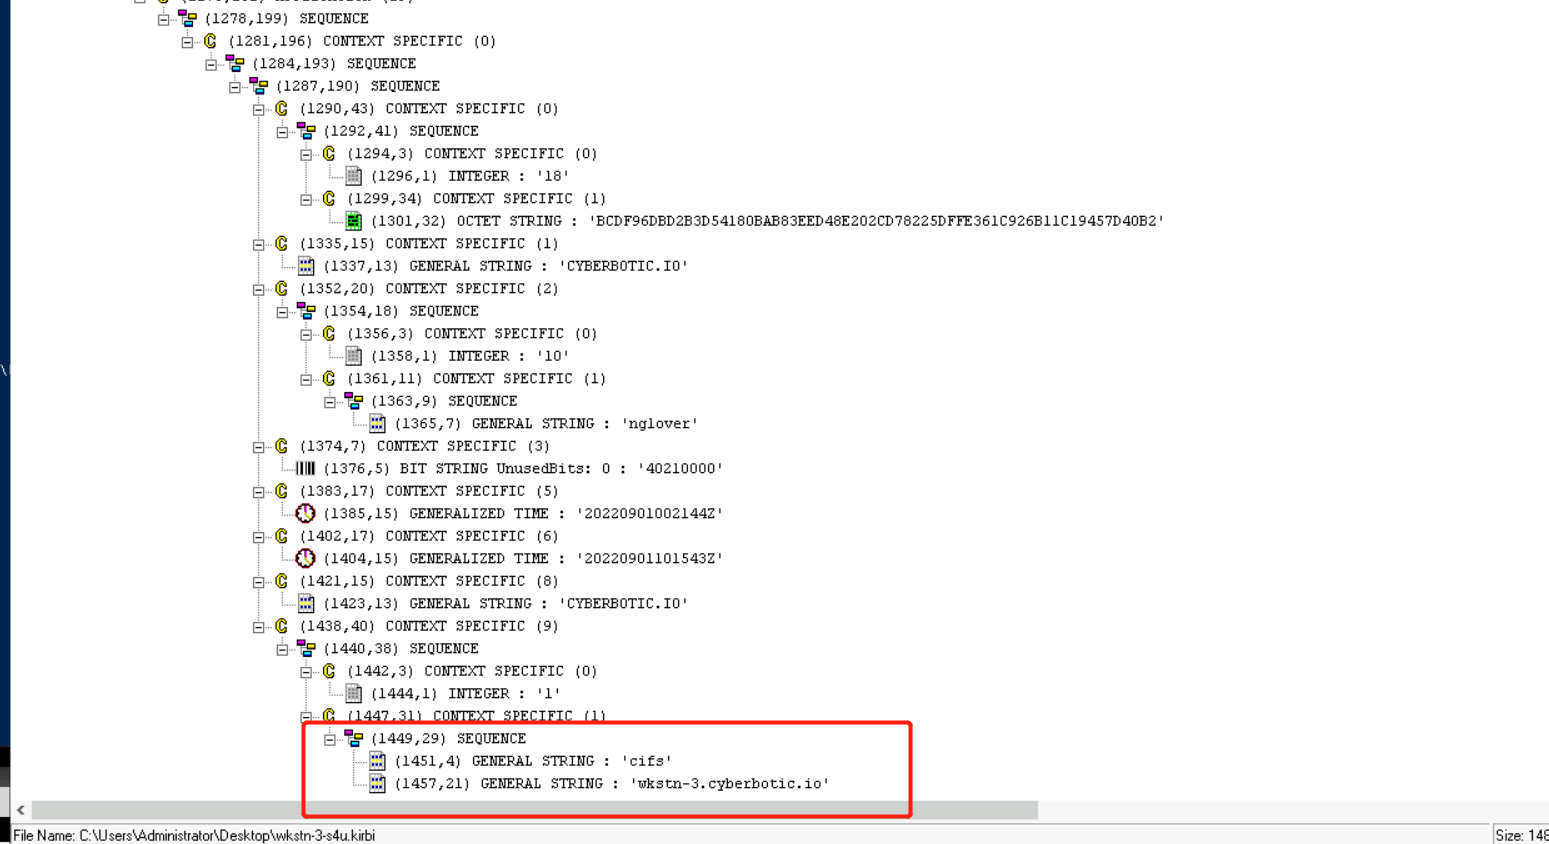 (1278,199) SEQUENCE
(1281,196) CONTEXT SPECIFIC (0)
(1284,193) SEQUENCE
(1287,190) SEQUENCE
(1290,43) CONTEXT SPECIFIC (0)
(1292,41) SEQUENCE
(1294,3) CONTEXT SPECIFIC (0)
(1296,1) INTEGER : '18'
(1299,34) CONTEXT SPECIFIC (1)
(1301,32) OCTET STRING : 'BCDF96DBD2B3D54180BAB83EED48E202CD78225DFFE361C926B11C19457D40B2'
(1335,15) CONTEXT SPECIFIC (1)
(1337,13) GENERAL STRING : 'CYBERBOTIC.IO'
(1352,20) CONTEXT SPECIFIC (2)
(1354,18) SEQUENCE
(1356,3) CONTEXT SPECIFIC (0)
(1358,1) INTEGER : '10'
(1361,11) CONTEXT SPECIFIC (1)
(1363,9) SEQUENCE
(1365,7) GENERAL STRING : 'nglover'
(1374,7) CONTEXT SPECIFIC (3)
(1376,5) BIT STRING UnusedBits: 0 : '40210000'
(1383,17) CONTEXT SPECIFIC (5)
(1385,15) GENERALIZED TIME : '20220901002144Z'
(1402,17) CONTEXT SPECIFIC (6)
(1404,15) GENERALIZED TIME : '20220901101543Z'
(1421,15) CONTEXT SPECIFIC (8)
(1423,13) GENERAL STRING : 'CYBERBOTIC.IO'
(1438,40) CONTEXT SPECIFIC (9)
(1440,38) SEQUENCE
(1442,3) CONTEXT SPECIFIC (0)
(1444,1) INTEGER : '1'
(1447,31) CONTEXT SPECIFIC (1)
(1449,29) SEQUENCE
(1451,4) GENERAL STRING : 'cifs'
(1457,21) GENERAL STRING : 'wkstn-3.cyberbotic.io'
File Name: C:\Users\Administrator\Desktop\wkstn-3-s4u.kirbi
Size: 148